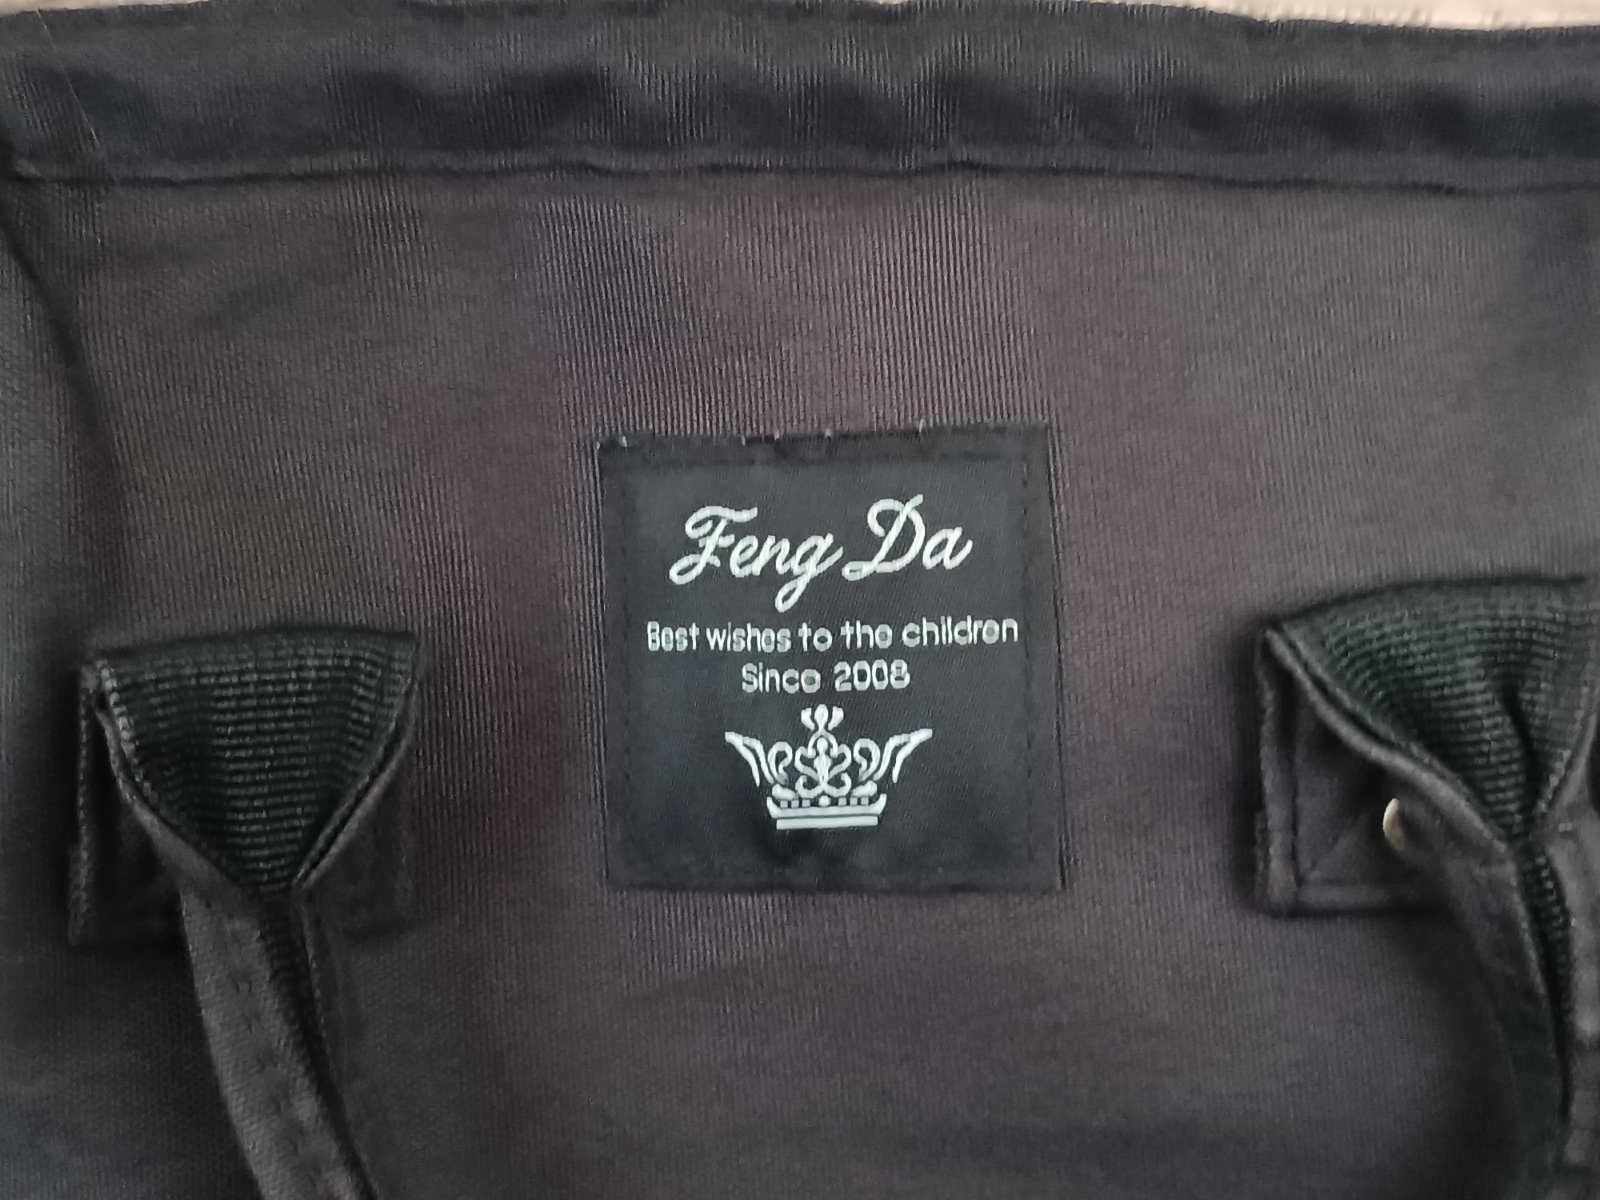 Feng Da
Best wishes to the children
Since 2008